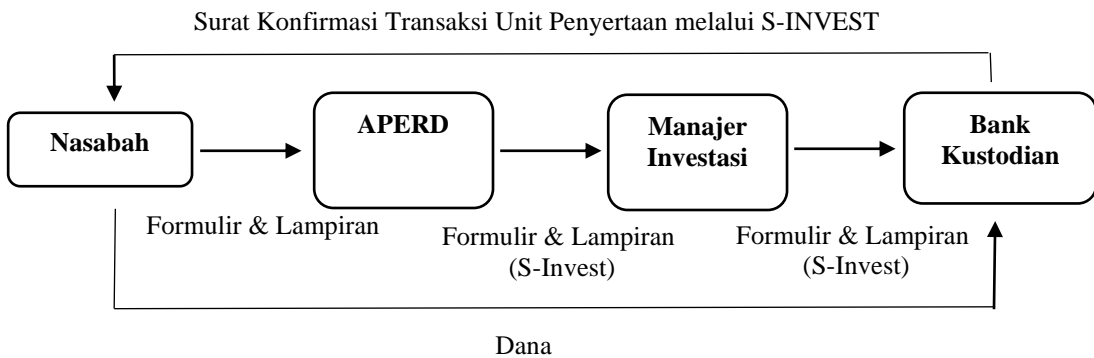 Surat Konfirmasi Transaksi Unit Penyertaan melalui S-INVEST
Nasabah
APERD
Manajer
Investasi
Bank
Kustodian
Formulir & Lampiran
Formulir & Lampiran
(S-Invest)
Formulir & Lampiran
(S-Invest)
Dana